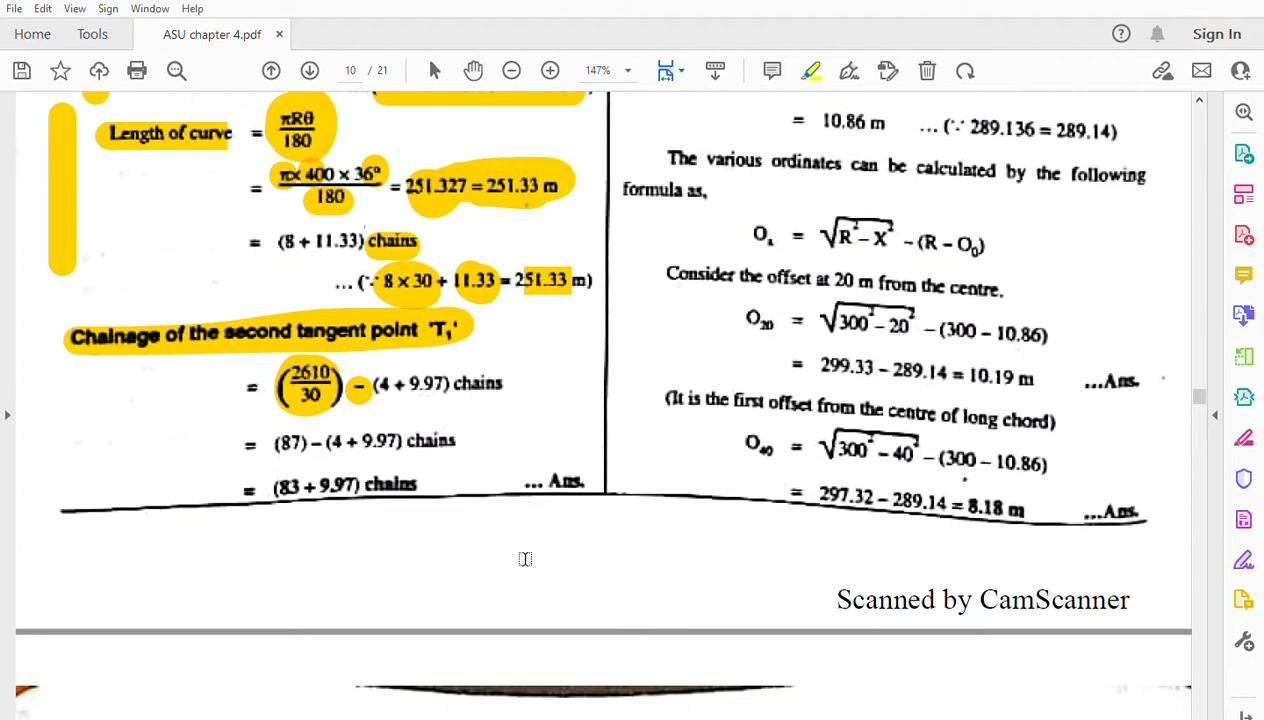 File Edit View Sign Window Help
Home Tools ASU chapter 4.pdf × Sign In
10 / 21 147%
Length of curve = πRθ / 180
= π × 400 × 36° / 180 = 251.327 = 251.33 m
= (8 + 11.33) chains
... (∵ 8 × 30 + 11.33 = 251.33 m)
Chainage of the second tangent point 'T₁'
= (2610 / 30) − (4 + 9.97) chains
= (87) − (4 + 9.97) chains
= (83 + 9.97) chains ... Ans.
= 10.86 m ... (∵ 289.136 = 289.14)
The various ordinates can be calculated by the following
formula as,
Oₓ = √R² − X² − (R − O₀)
Consider the offset at 20 m from the centre.
O₂₀ = √300² − 20² − (300 − 10.86)
= 299.33 − 289.14 = 10.19 m ...Ans.
(It is the first offset from the centre of long chord)
O₄₀ = √300² − 40² − (300 − 10.86)
= 297.32 − 289.14 = 8.18 m ...Ans.
Scanned by CamScanner